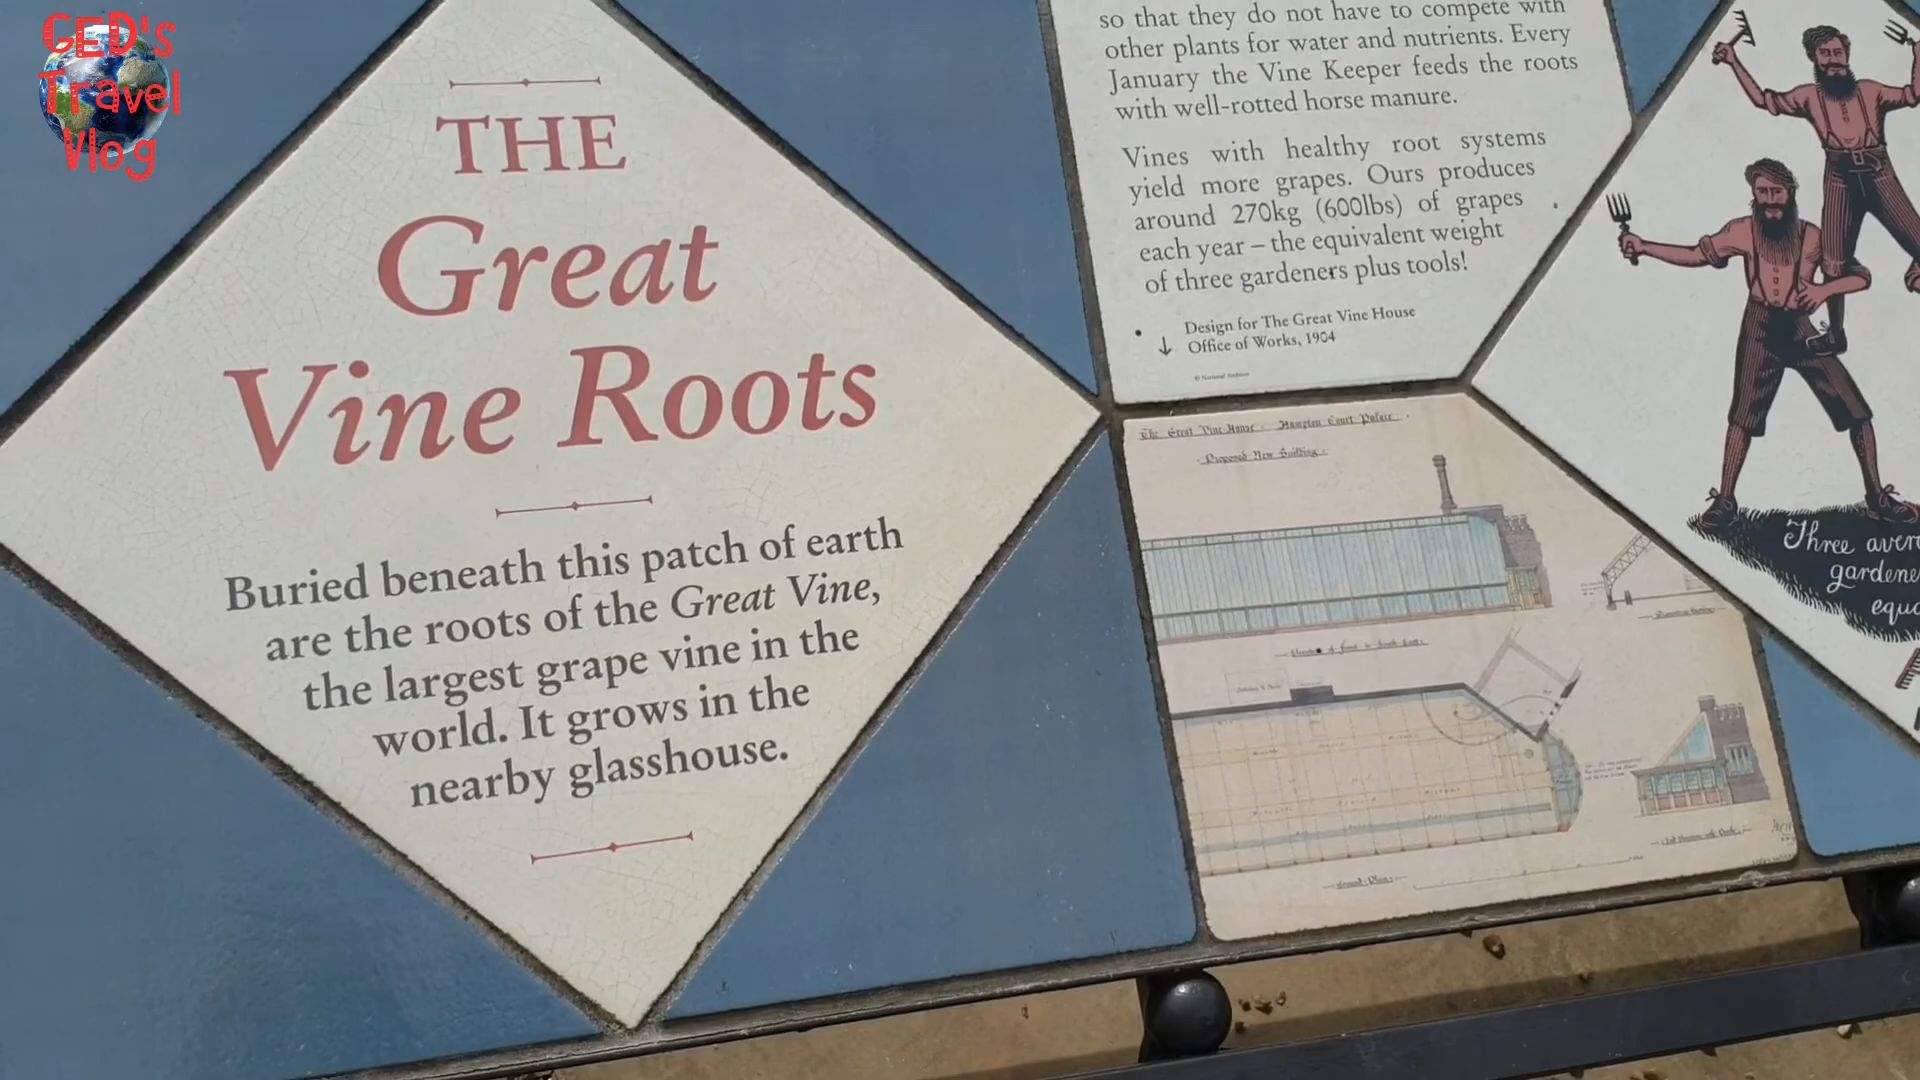 GED's
Travel
Vlog
THE
Great
Vine Roots
Buried beneath this patch of earth
are the roots of the Great Vine,
the largest grape vine in the
world. It grows in the
nearby glasshouse.
so that they do not have to compete with
other plants for water and nutrients. Every
January the Vine Keeper feeds the roots
with well-rotted horse manure.
Vines with healthy root systems
yield more grapes. Ours produces
around 270kg (600lbs) of grapes
each year – the equivalent weight
of three gardeners plus tools!
Design for The Great Vine House
↓ Office of Works, 1904
© National Archives
The Great Vine House - Hampton Court Palace
Proposed New Building
Ground Plan
Three